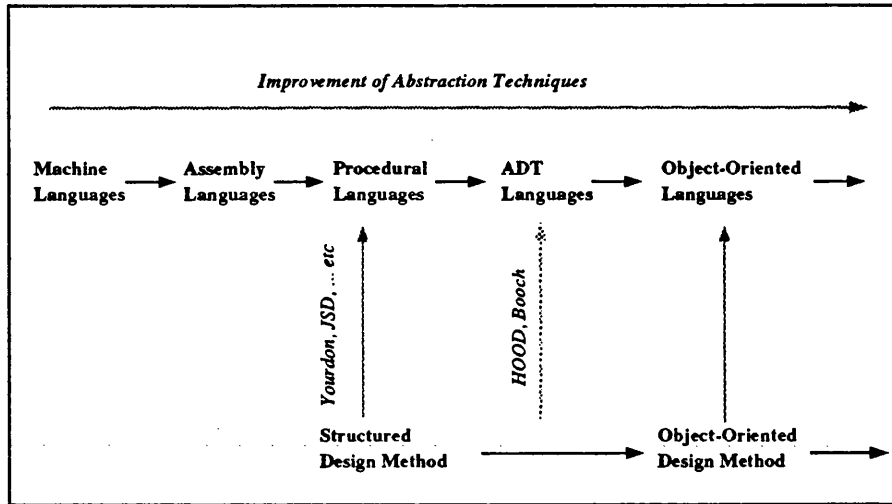 Improvement of Abstraction Techniques
Machine Languages
Assembly Languages
Procedural Languages
ADT Languages
Object-Oriented Languages
Yourdon, JSD, ... etc
HOOD, Booch
Structured Design Method
Object-Oriented Design Method